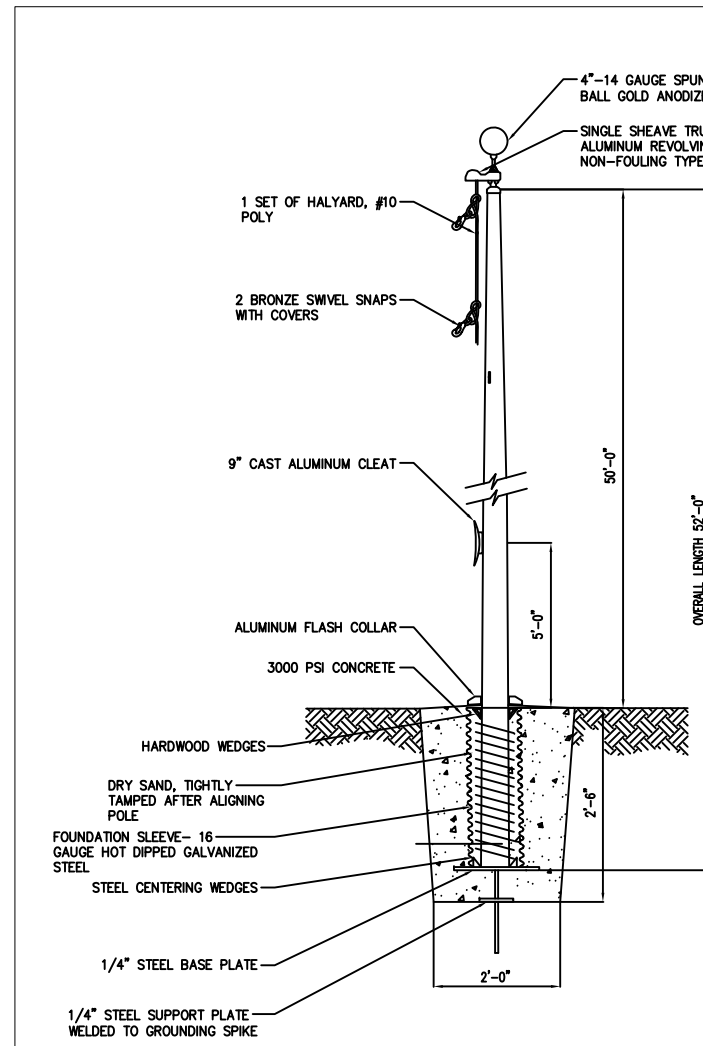 4"-14 GAUGE SPUN
BALL GOLD
SINGLE SHEAVE
ALUMINUM
NON-FOULING TYPE
1 SET OF HALYARD, #10
POLY
2 BRONZE SWIVEL SNAPS
WITH COVERS
9" CAST ALUMINUM CLEAT
50'-0"
OVERALL LENGTH 52'-0"
5'-0"
ALUMINUM FLASH COLLAR
3000 PSI CONCRETE
HARDWOOD WEDGES
DRY SAND, TIGHTLY
TAMPED AFTER ALIGNING
POLE
2'-6"
FOUNDATION SLEEVE- 16
GAUGE HOT DIPPED GALVANIZED
STEEL
STEEL CENTERING WEDGES
1/4" STEEL BASE PLATE
2'-0"
1/4" STEEL SUPPORT PLATE
WELDED TO GROUNDING SPIKE